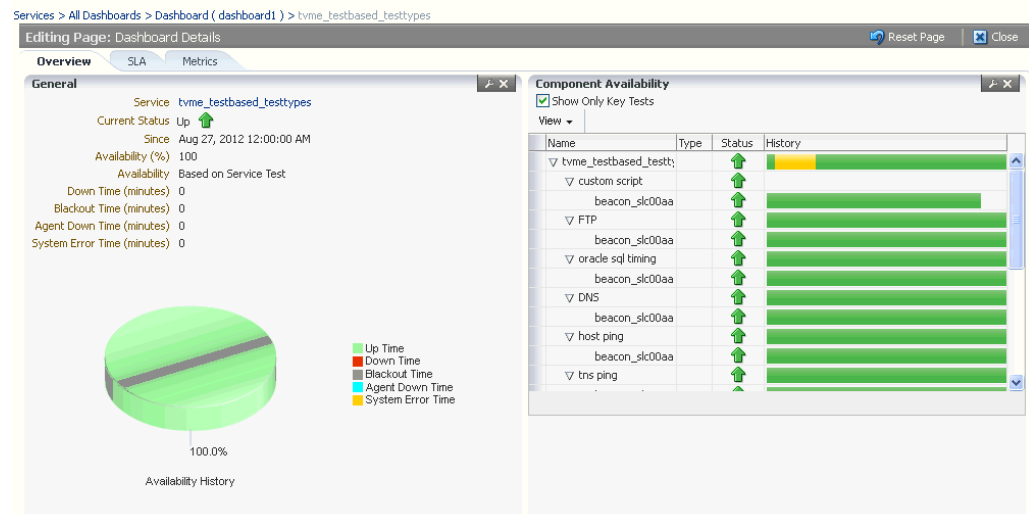 Services > All Dashboards > Dashboard ( dashboard1 ) > tvme_testbased_testtypes
Editing Page: Dashboard Details
Reset Page
Close
Overview
SLA
Metrics
General
Service tvme_testbased_testtypes
Current Status Up
Since Aug 27, 2012 12:00:00 AM
Availability (%) 100
Availability Based on Service Test
Down Time (minutes) 0
Blackout Time (minutes) 0
Agent Down Time (minutes) 0
System Error Time (minutes) 0
Up Time
Down Time
Blackout Time
Agent Down Time
System Error Time
100.0%
Availability History
Component Availability
Show Only Key Tests
View
Name Type Status History
tvme_testbased_testt
custom script
beacon_slc00aa
FTP
beacon_slc00aa
oracle sql timing
beacon_slc00aa
DNS
beacon_slc00aa
host ping
beacon_slc00aa
tns ping